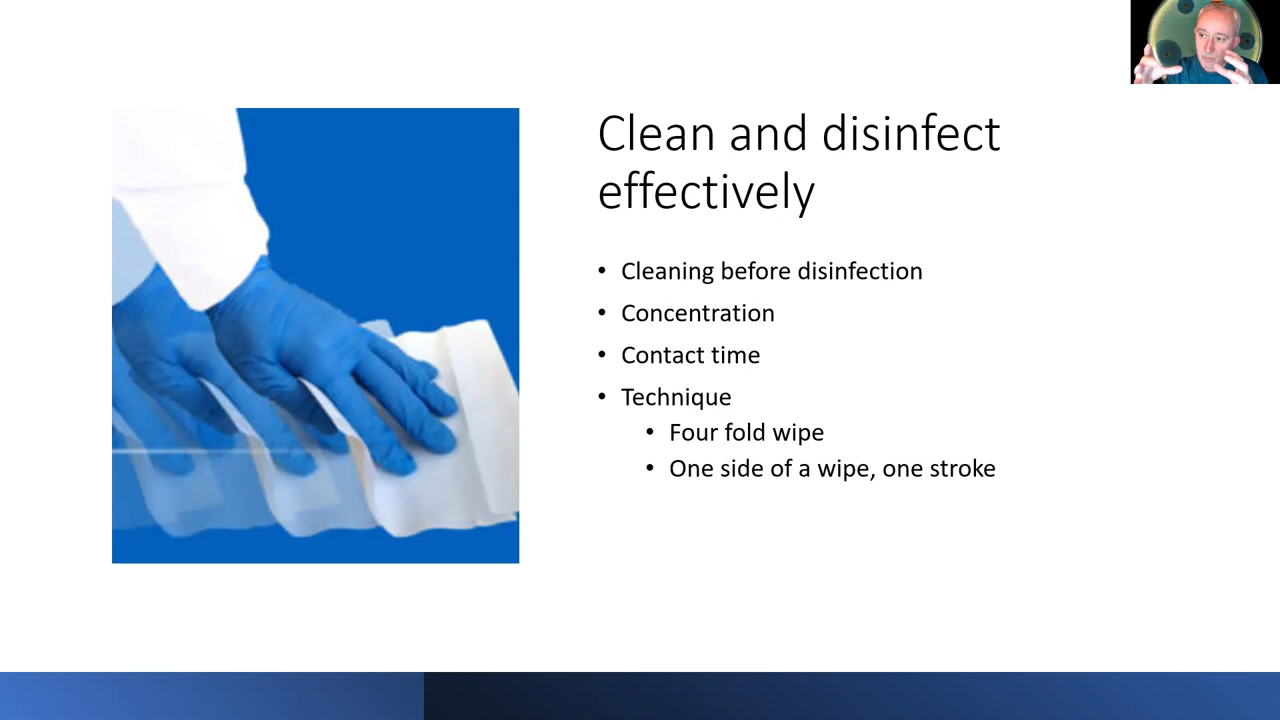 Clean and disinfect
effectively
• Cleaning before disinfection
• Concentration
• Contact time
• Technique
• Four fold wipe
• One side of a wipe, one stroke